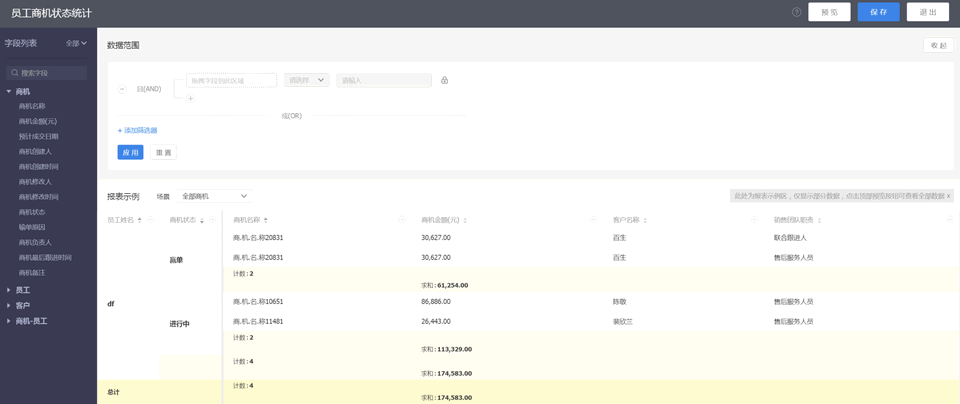 员工商机状态统计
预 览
保 存
退 出
字段列表
全部
搜索字段
商机
商机名称
商机金额(元)
预计成交日期
商机创建人
商机创建时间
商机修改人
商机修改时间
商机状态
输单原因
商机负责人
商机最后跟进时间
商机备注
员工
客户
商机-员工
数据范围
收 起
且(AND)
拖拽字段到此区域
请选择
请输入
或(OR)
+ 添加筛选器
应 用
重 置
报表示例
场景
全部商机
此处为报表示例区，仅显示部分数据，点击顶部预览按钮可查看全部数据 x
员工姓名
商机状态
商机名称
商机金额(元)
客户名称
销售团队职责
商.机.名.称20831
30,627.00
百生
联合跟进人
赢单
商.机.名.称20831
30,627.00
百生
售后服务人员
计数 : 2
求和 : 61,254.00
df
商.机.名.称10651
86,886.00
陈敬
售后服务人员
进行中
商.机.名.称11481
26,443.00
裴欣兰
售后服务人员
计数 : 2
求和 : 113,329.00
计数 : 4
求和 : 174,583.00
总计
计数 : 4
求和 : 174,583.00